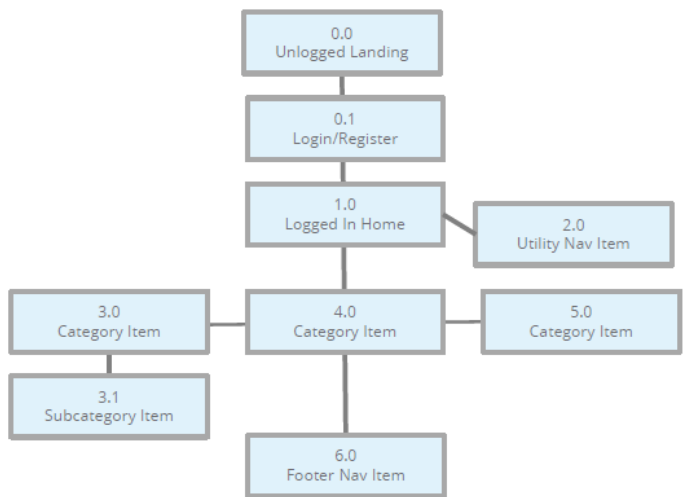 0.0
Unlogged Landing
0.1
Login/Register
1.0
Logged In Home
2.0
Utility Nav Item
3.0
Category Item
4.0
Category Item
5.0
Category Item
3.1
Subcategory Item
6.0
Footer Nav Item